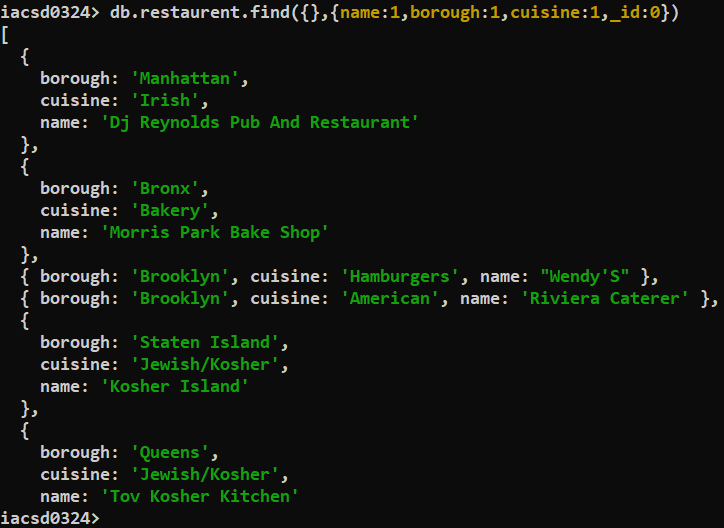 iacsd0324> db.restaurent.find({},{name:1,borough:1,cuisine:1,_id:0})
[
  {
    borough: 'Manhattan',
    cuisine: 'Irish',
    name: 'Dj Reynolds Pub And Restaurant'
  },
  {
    borough: 'Bronx',
    cuisine: 'Bakery',
    name: 'Morris Park Bake Shop'
  },
  { borough: 'Brooklyn', cuisine: 'Hamburgers', name: "Wendy'S" },
  { borough: 'Brooklyn', cuisine: 'American', name: 'Riviera Caterer' },
  {
    borough: 'Staten Island',
    cuisine: 'Jewish/Kosher',
    name: 'Kosher Island'
  },
  {
    borough: 'Queens',
    cuisine: 'Jewish/Kosher',
    name: 'Tov Kosher Kitchen'
iacsd0324>